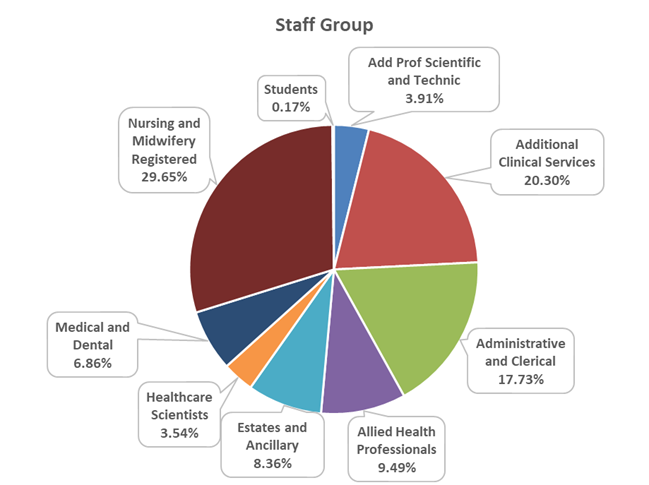 Staff Group
Students
0.17%
Add Prof Scientific
and Technic
3.91%
Additional
Clinical Services
20.30%
Administrative
and Clerical
17.73%
Allied Health
Professionals
9.49%
Estates and
Ancillary
8.36%
Healthcare
Scientists
3.54%
Medical and
Dental
6.86%
Nursing and
Midwifery
Registered
29.65%